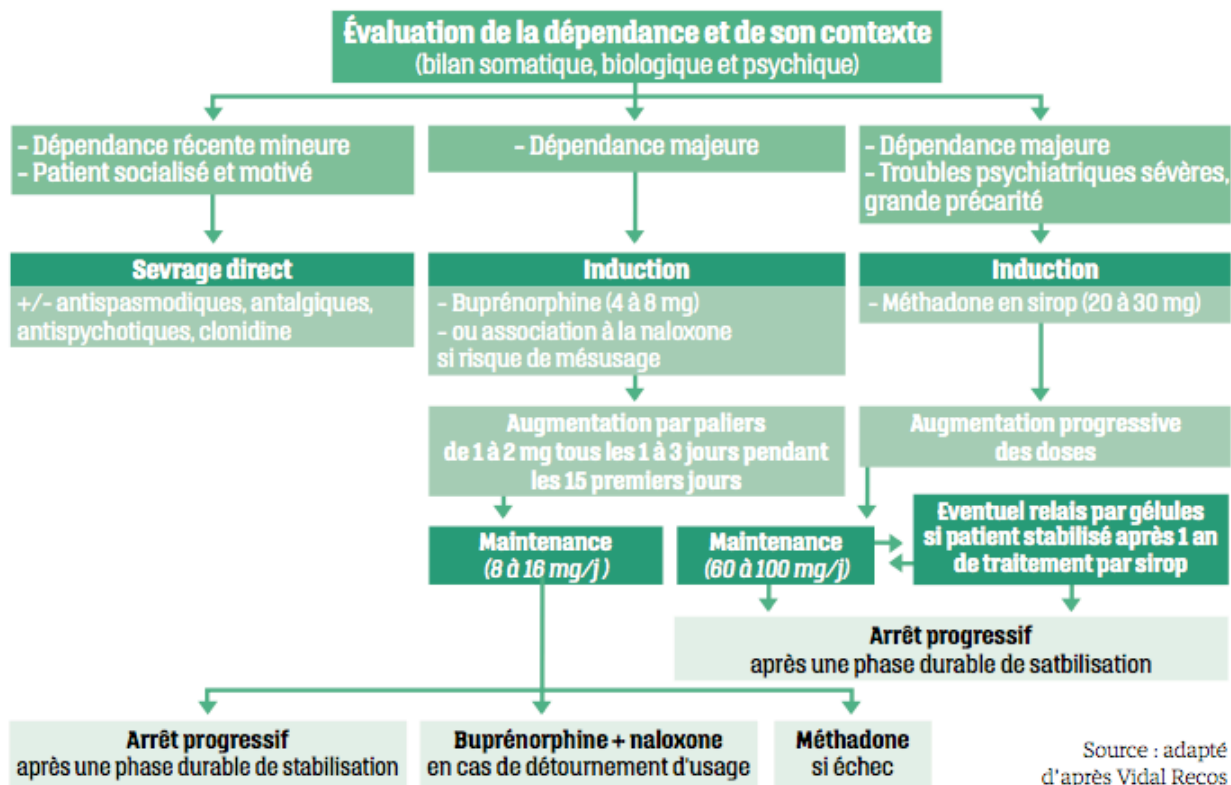 Évaluation de la dépendance et de son contexte
(bilan somatique, biologique et psychique)
- Dépendance récente mineure
- Patient socialisé et motivé
- Dépendance majeure
- Dépendance majeure
- Troubles psychiatriques sévères,
grande précarité
Sevrage direct
+/- antispasmodiques, antalgiques,
antispychotiques, clonidine
Induction
- Buprénorphine (4 à 8 mg)
- ou association à la naloxone
si risque de mésusage
Induction
- Méthadone en sirop (20 à 30 mg)
Augmentation par paliers
de 1 à 2 mg tous les 1 à 3 jours pendant
les 15 premiers jours
Augmentation progressive
des doses
Maintenance
(8 à 16 mg/j )
Maintenance
(60 à 100 mg/j)
Eventuel relais par gélules
si patient stabilisé après 1 an
de traitement par sirop
Arrêt progressif
après une phase durable de satbilisation
Arrêt progressif
après une phase durable de stabilisation
Buprénorphine + naloxone
en cas de détournement d'usage
Méthadone
si échec
Source : adapté
d'après Vidal Recos